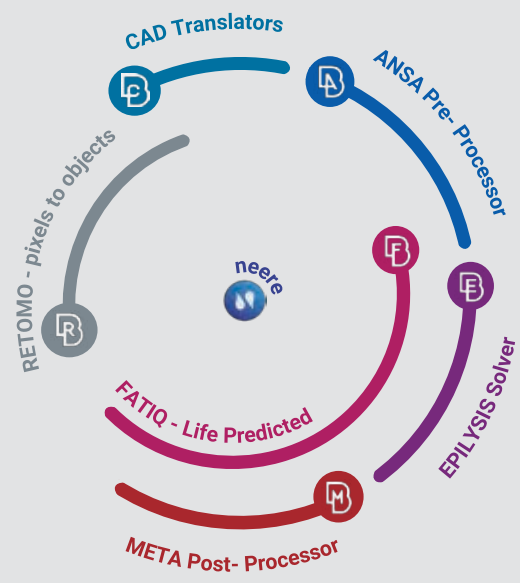 CAD Translators
ANSA Pre- Processor
RETOMO - pixels to objects
neere
EPILYSIS Solver
FATIQ - Life Predicted
META Post- Processor
C
A
F
E
R
M